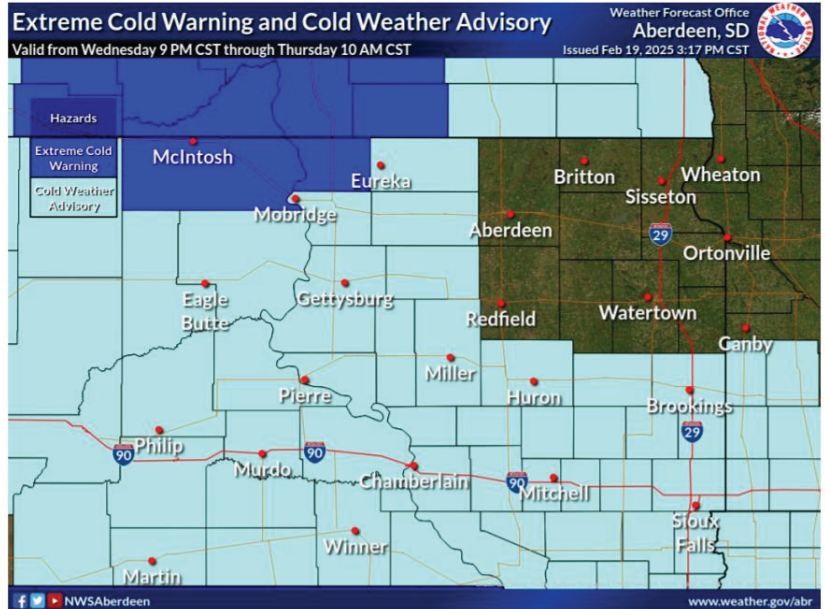 Extreme Cold Warning and Cold Weather Advisory
Valid from Wednesday 9 PM CST through Thursday 10 AM CST
Weather Forecast Office
Aberdeen, SD
Issued Feb 19, 2025 3:17 PM CST
NATIONAL WEATHER SERVICE
Hazards
Extreme Cold
Warning
Cold Weather
Advisory
McIntosh
Eureka
Mobridge
Britton
Wheaton
Sisseton
Aberdeen
29
Ortonville
Eagle
Butte
Gettysburg
Redfield
Watertown
Canby
Miller
Pierre
Huron
Brookings
29
Philip
90
Murdo
90
Chamberlain
90
Mitchell
Sioux
Falls
Winner
Martin
NWSAberdeen
www.weather.gov/abr